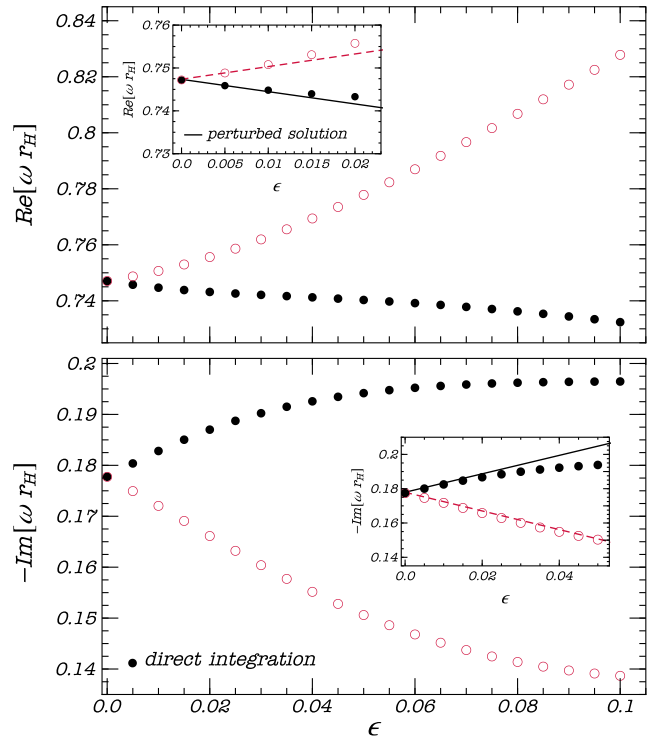 0.84
0.82
0.8
0.78
0.76
0.74
Re[ω r_H]
0.76
0.75
0.74
0.73
Re[ω r_H]
perturbed solution
0.0 0.005 0.01 0.015 0.02
ϵ
0.2
0.19
0.18
0.17
0.16
0.15
0.14
−Im[ω r_H]
0.2
0.18
0.16
0.14
−Im[ω r_H]
0.0 0.02 0.04
ϵ
direct integration
0.0 0.02 0.04 0.06 0.08 0.1
ϵ